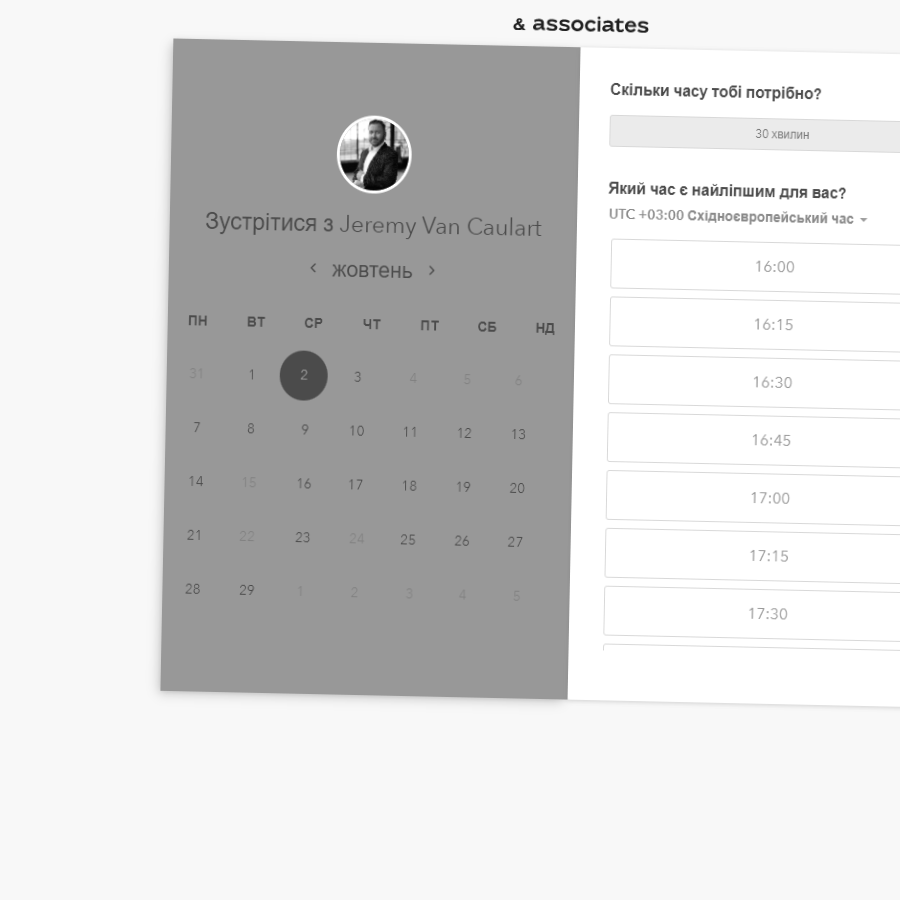 & associates
Зустрітися з Jeremy Van Caulart
‹ жовтень ›
ПН ВТ СР ЧТ ПТ СБ НД
31 1 2 3 4 5 6
7 8 9 10 11 12 13
14 15 16 17 18 19 20
21 22 23 24 25 26 27
28 29 1 2 3 4 5
Скільки часу тобі потрібно?
30 хвилин
Який час є найліпшим для вас?
UTC +03:00 Східноєвропейський час
16:00
16:15
16:30
16:45
17:00
17:15
17:30